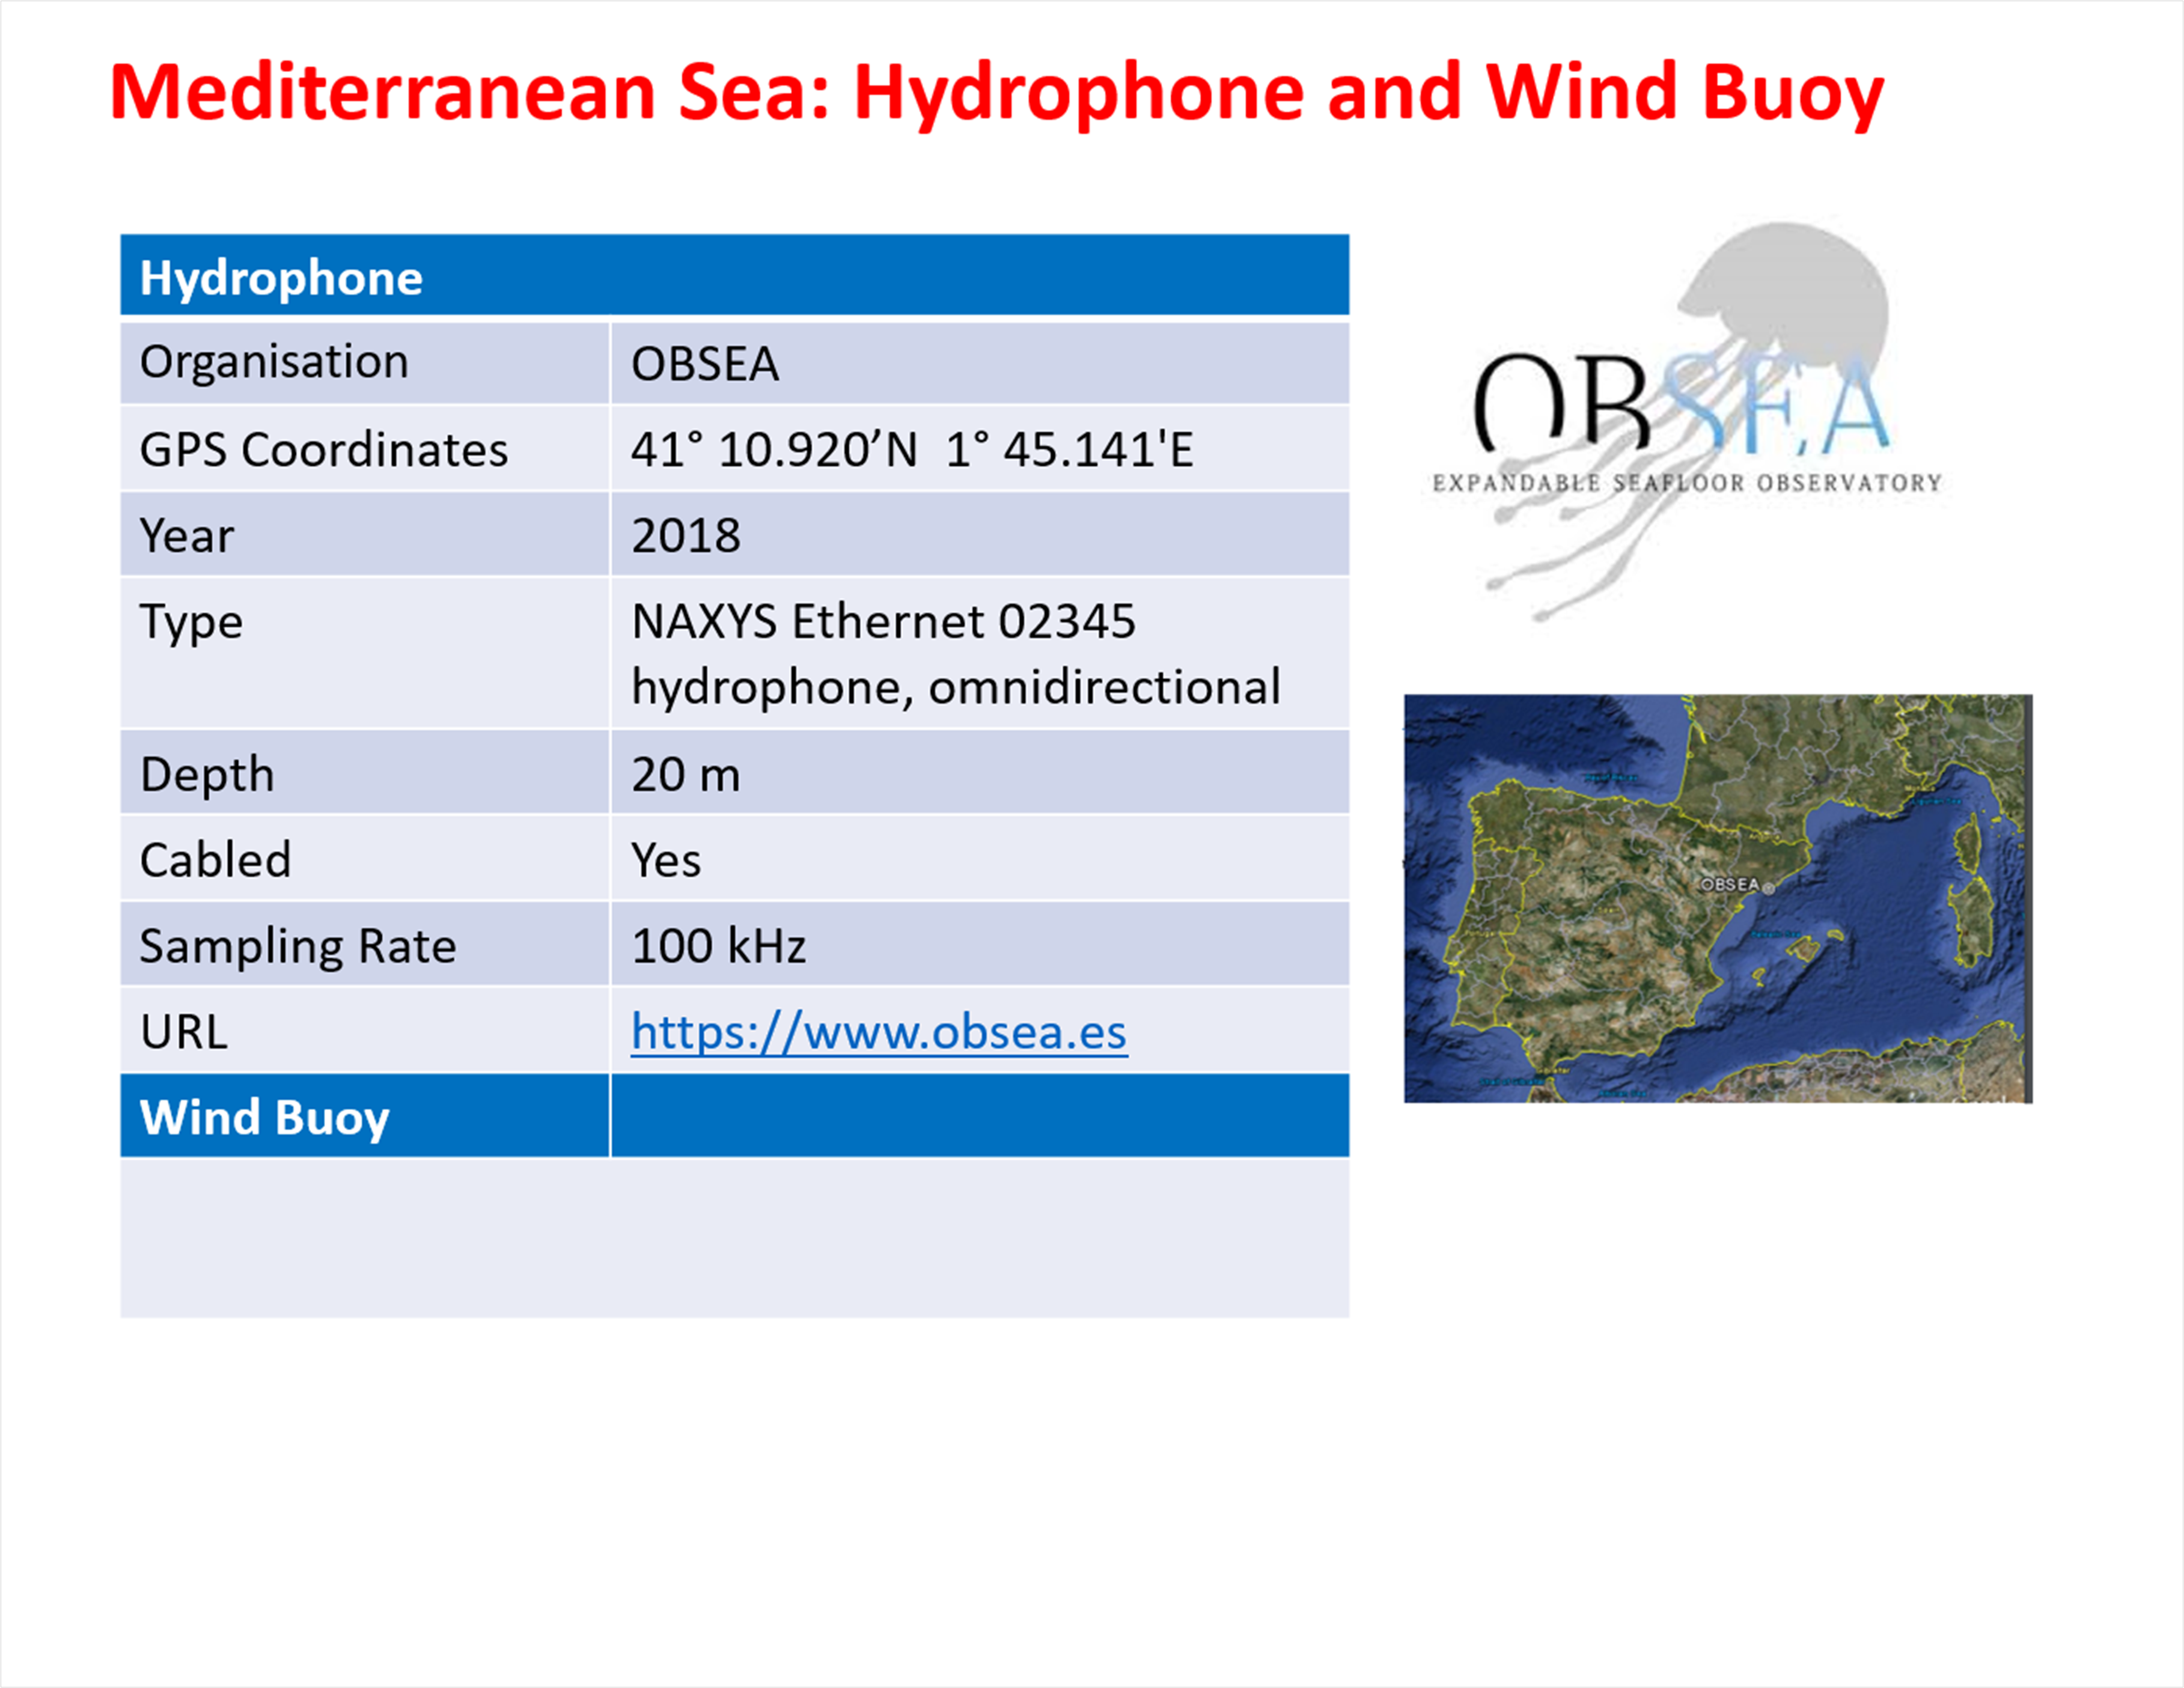 Mediterranean Sea: Hydrophone and Wind Buoy
Hydrophone
Organisation OBSEA
GPS Coordinates 41° 10.920’N 1° 45.141'E
Year 2018
Type NAXYS Ethernet 02345
hydrophone, omnidirectional
Depth 20 m
Cabled Yes
Sampling Rate 100 kHz
URL https://www.obsea.es
Wind Buoy
OBSEA
EXPANDABLE SEAFLOOR OBSERVATORY
OBSEA